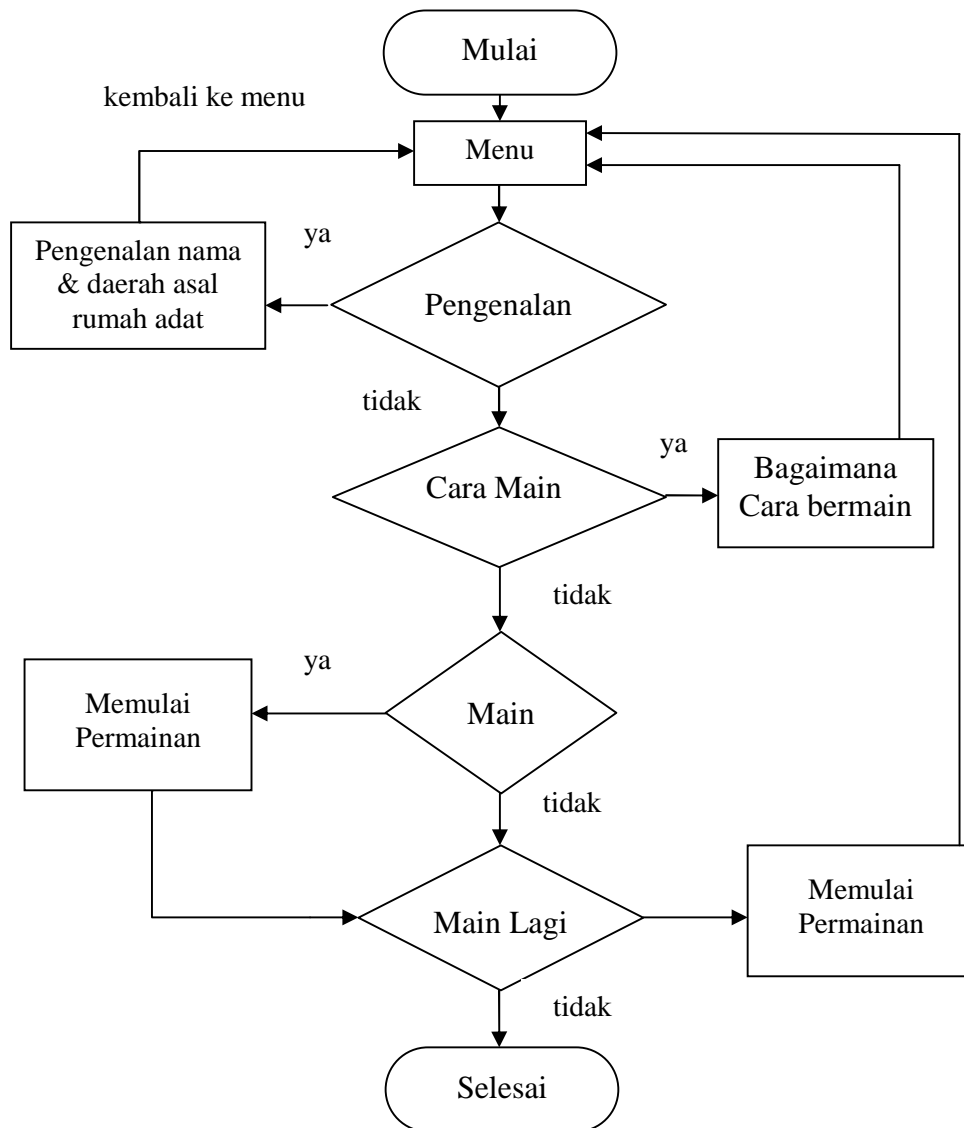 Mulai
kembali ke menu
Menu
ya
Pengenalan nama
& daerah asal
rumah adat
Pengenalan
tidak
ya
Cara Main
Bagaimana
Cara bermain
tidak
ya
Memulai
Permainan
Main
tidak
Main Lagi
Memulai
Permainan
tidak
Selesai